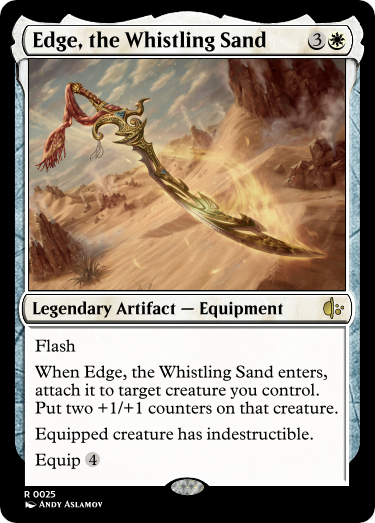 Edge, the Whistling Sand 3
Legendary Artifact — Equipment
Flash
When Edge, the Whistling Sand enters,
attach it to target creature you control.
Put two +1/+1 counters on that creature.
Equipped creature has indestructible.
Equip 4
R 0025
Andy Aslamov